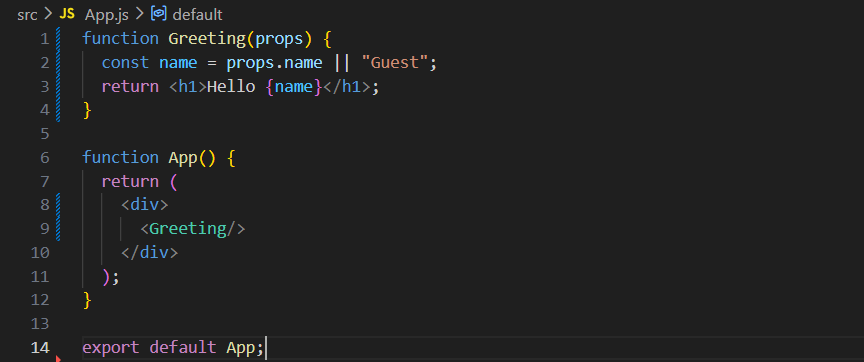 src > JS App.js > default
1 function Greeting(props) {
2   const name = props.name || "Guest";
3   return <h1>Hello {name}</h1>;
4 }
5
6 function App() {
7   return (
8     <div>
9       <Greeting/>
10     </div>
11   );
12 }
13
14 export default App;